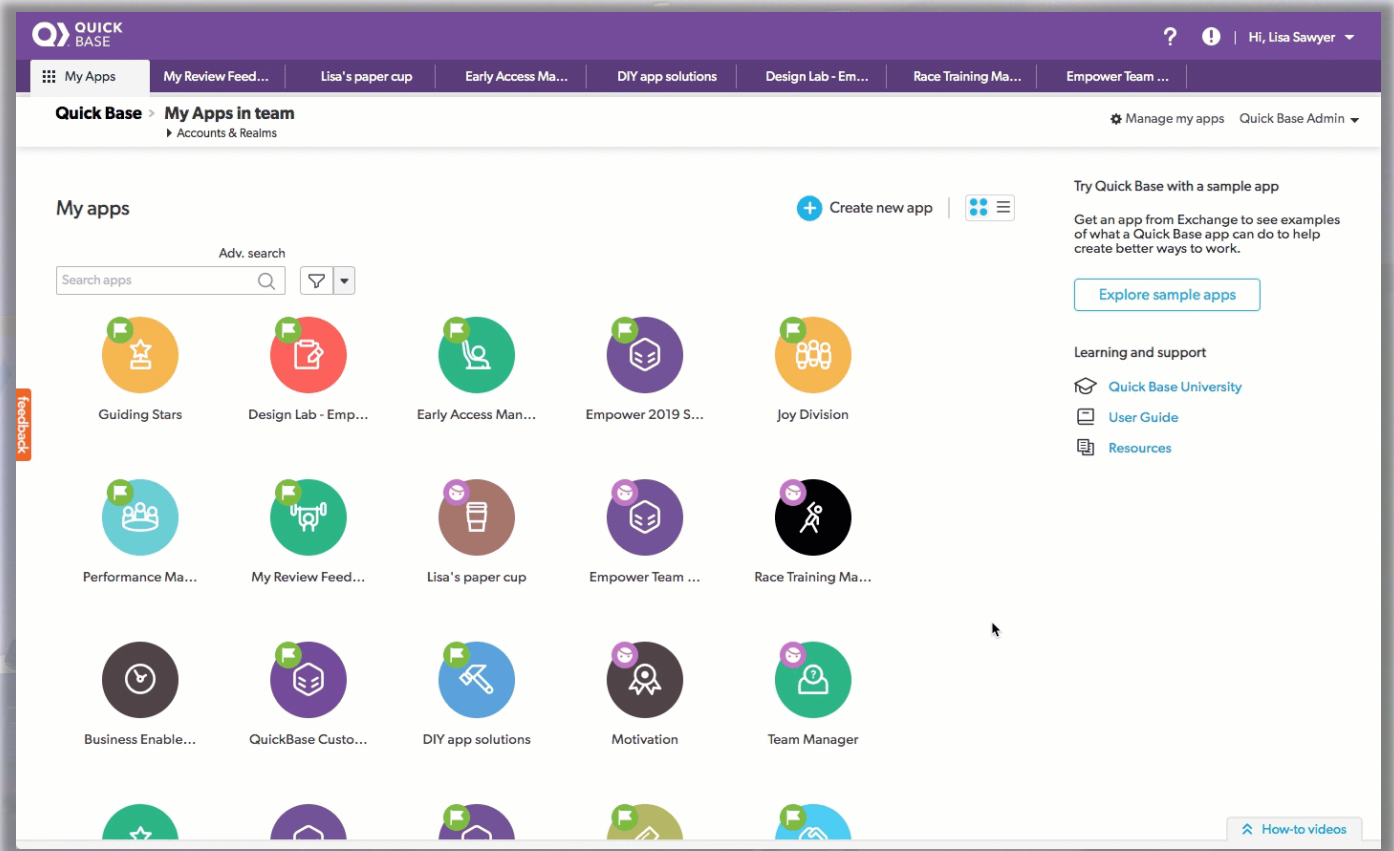 QUICK
BASE
Hi, Lisa Sawyer
My Apps
My Review Feed...
Lisa's paper cup
Early Access Ma...
DIY app solutions
Design Lab - Em...
Race Training Ma...
Empower Team ...
Quick Base > My Apps in team
Accounts & Realms
Manage my apps
Quick Base Admin
My apps
Create new app
Adv. search
Search apps
Guiding Stars
Design Lab - Emp...
Early Access Man...
Empower 2019 S...
Joy Division
Performance Ma...
My Review Feed...
Lisa's paper cup
Empower Team ...
Race Training Ma...
Business Enable...
QuickBase Custo...
DIY app solutions
Motivation
Team Manager
Try Quick Base with a sample app
Get an app from Exchange to see examples
of what a Quick Base app can do to help
create better ways to work.
Explore sample apps
Learning and support
Quick Base University
User Guide
Resources
feedback
How-to videos